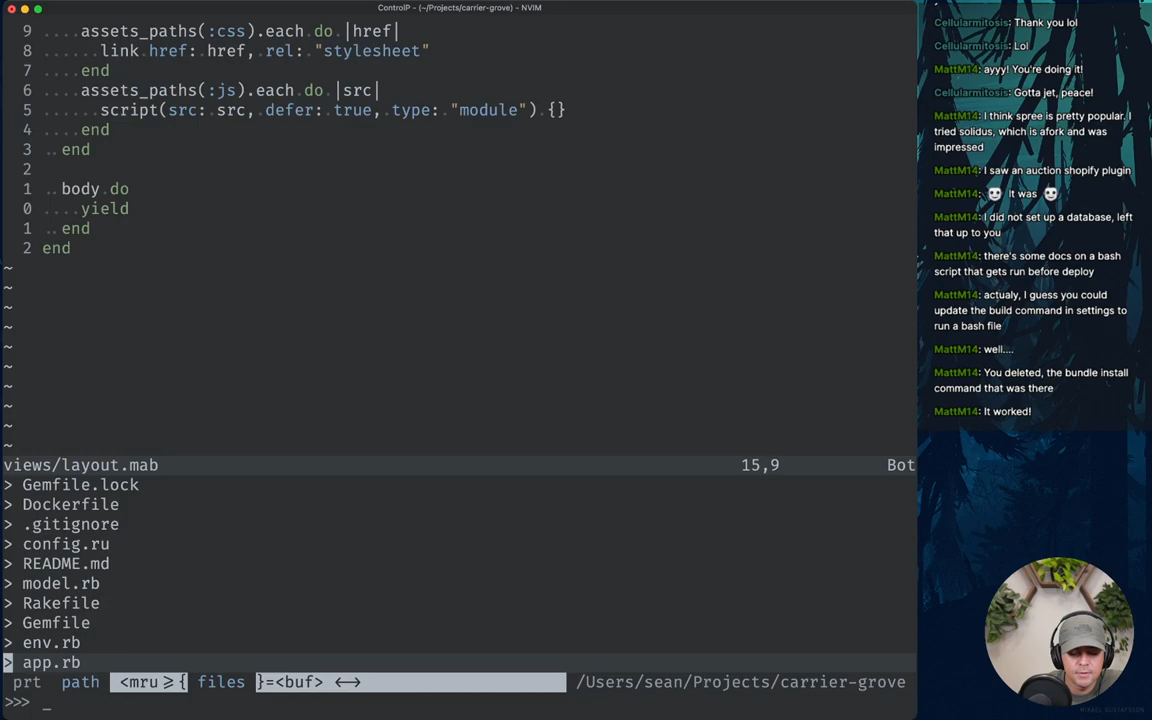 ControlP - (~/Projects/carrier-grove) - NVIM
9 ....assets_paths(:css).each.do.|href|
8 ......link.href:.href,.rel:."stylesheet"
7 ....end
6 ....assets_paths(:js).each.do.|src|
5 ......script(src:.src,.defer:.true,.type:."module").{}
4 ....end
3 ..end
2
1 ..body.do
0 ....yield
1 ..end
2 end
~
~
~
~
~
~
~
~
~
~
views/layout.mab 15,9 Bot
> Gemfile.lock
> Dockerfile
> .gitignore
> config.ru
> README.md
> model.rb
> Rakefile
> Gemfile
> env.rb
> app.rb
prt path <mru>={ files }=<buf> <-> /Users/sean/Projects/carrier-grove
>>> _
Cellularmitosis: Thank you lol
Cellularmitosis: Lol
MattM14: ayyy! You're doing it!
Cellularmitosis: Gotta jet, peace!
MattM14: I think spree is pretty popular. I
tried solidus, which is afork and was
impressed
MattM14: I saw an auction shopify plugin
MattM14: 💀 It was 💀
MattM14: I did not set up a database, left
that up to you
MattM14: there's some docs on a bash
script that gets run before deploy
MattM14: actualy, I guess you could
update the build command in settings to
run a bash file
MattM14: well....
MattM14: You deleted, the bundle install
command that was there
MattM14: It worked!
MIKAEL GUSTAFSSON